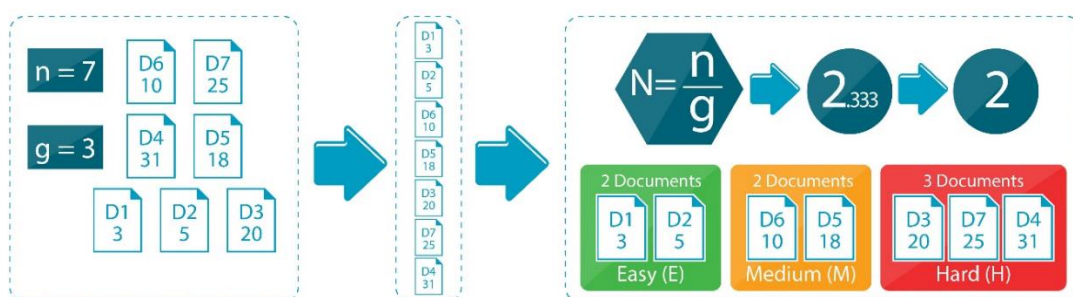 n = 7
D6
10
D7
25
g = 3
D4
31
D5
18
D1
3
D2
5
D3
20
D1
3
D2
5
D6
10
D5
18
D3
20
D7
25
D4
31
N= n/g
2.333
2
2 Documents
D1
3
D2
5
Easy (E)
2 Documents
D6
10
D5
18
Medium (M)
3 Documents
D3
20
D7
25
D4
31
Hard (H)